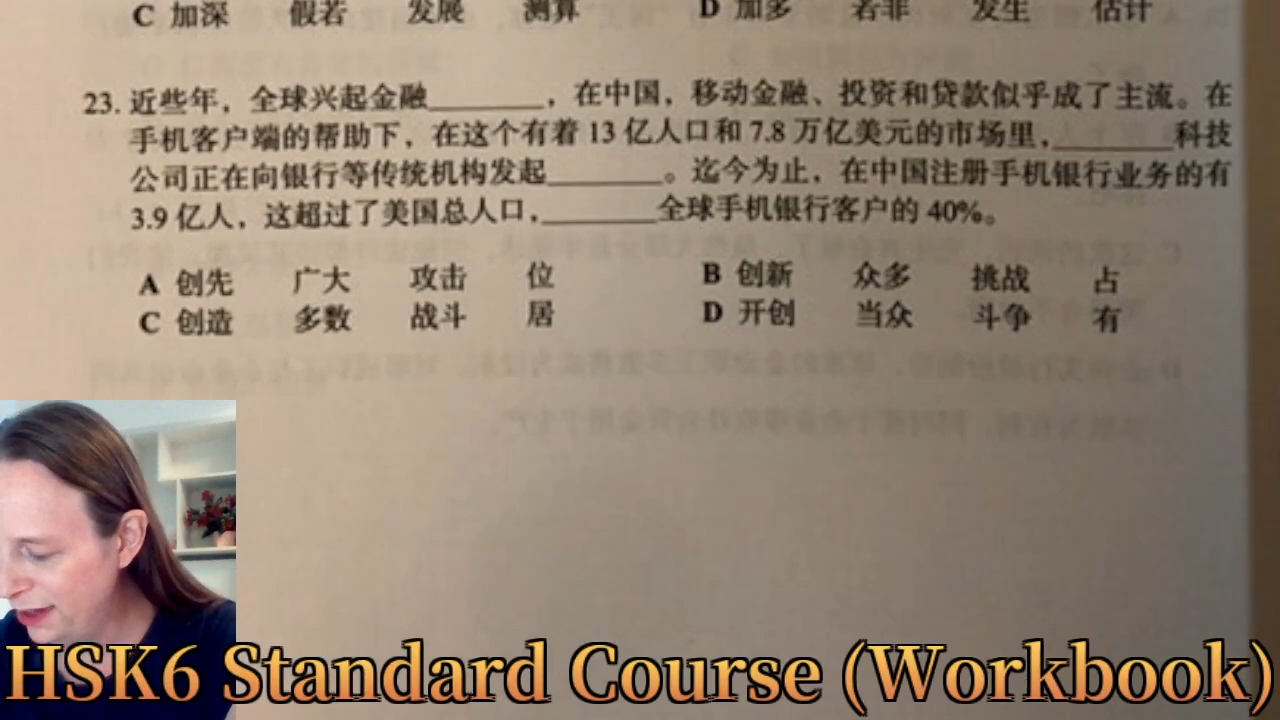 C 加深 假若 发展 测算 D 加多 若非 发生 估计
23. 近些年，全球兴起金融________，在中国，移动金融、投资和贷款似乎成了主流。在
手机客户端的帮助下，在这个有着 13 亿人口和 7.8 万亿美元的市场里，________科技
公司正在向银行等传统机构发起________。迄今为止，在中国注册手机银行业务的有
3.9 亿人，这超过了美国总人口，________全球手机银行客户的 40%。
A 创先 广大 攻击 位 B 创新 众多 挑战 占
C 创造 多数 战斗 居 D 开创 当众 斗争 有
HSK6 Standard Course (Workbook)